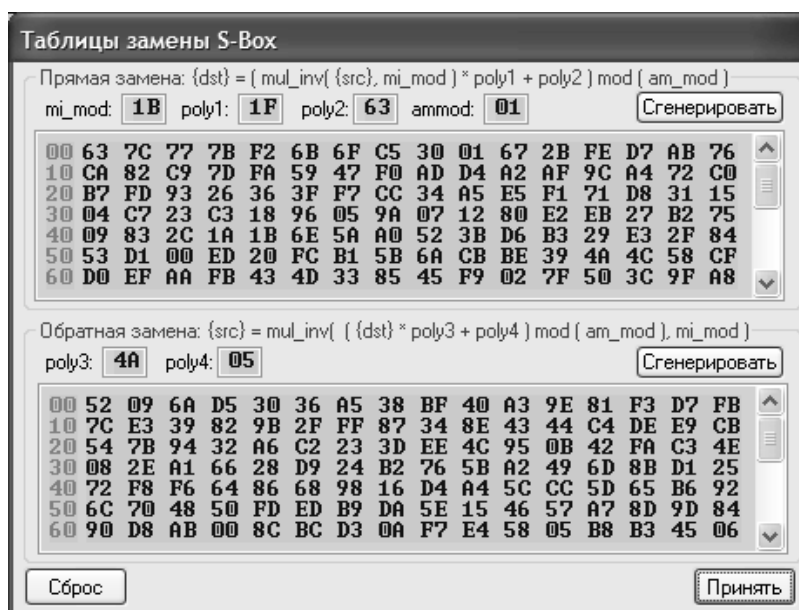 Таблицы замены S-Box
Прямая замена: {dst} = ( mul_inv( {src}, mi_mod ) * poly1 + poly2 ) mod ( am_mod )
mi_mod: 1B poly1: 1F poly2: 63 ammod: 01 Сгенерировать
00 63 7C 77 7B F2 6B 6F C5 30 01 67 2B FE D7 AB 76
10 CA 82 C9 7D FA 59 47 F0 AD D4 A2 AF 9C A4 72 C0
20 B7 FD 93 26 36 3F F7 CC 34 A5 E5 F1 71 D8 31 15
30 04 C7 23 C3 18 96 05 9A 07 12 80 E2 EB 27 B2 75
40 09 83 2C 1A 1B 6E 5A A0 52 3B D6 B3 29 E3 2F 84
50 53 D1 00 ED 20 FC B1 5B 6A CB BE 39 4A 4C 58 CF
60 D0 EF AA FB 43 4D 33 85 45 F9 02 7F 50 3C 9F A8
Обратная замена: {src} = mul_inv( ( {dst} * poly3 + poly4 ) mod ( am_mod ), mi_mod )
poly3: 4A poly4: 05 Сгенерировать
00 52 09 6A D5 30 36 A5 38 BF 40 A3 9E 81 F3 D7 FB
10 7C E3 39 82 9B 2F FF 87 34 8E 43 44 C4 DE E9 CB
20 54 7B 94 32 A6 C2 23 3D EE 4C 95 0B 42 FA C3 4E
30 08 2E A1 66 28 D9 24 B2 76 5B A2 49 6D 8B D1 25
40 72 F8 F6 64 86 68 98 16 D4 A4 5C CC 5D 65 B6 92
50 6C 70 48 50 FD ED B9 DA 5E 15 46 57 A7 8D 9D 84
60 90 D8 AB 00 8C BC D3 0A F7 E4 58 05 B8 B3 45 06
Сброс Принять